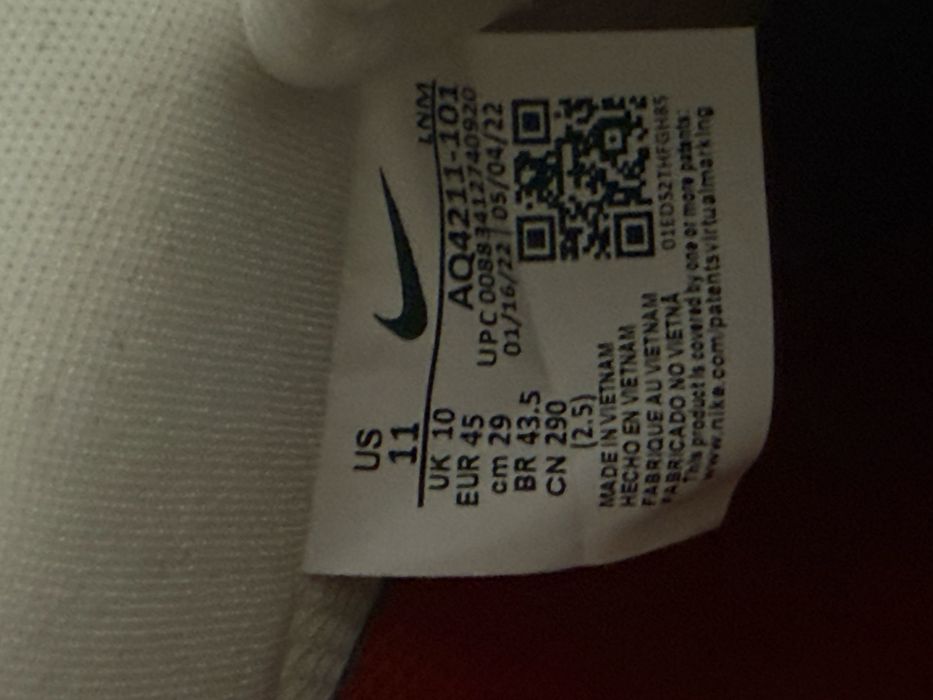 US
11
UK 10
EUR 45
cm 29
BR 43.5
CN 290
(2.5)
LNM
AQ4211-101
UPC 00883412740920
01/16/22 05/04/22
MADE IN VIETNAM
HECHO EN VIETNAM
FABRIQUE AU VIETNAM
FABRICADO NO VIETNÃ
This product is covered by one or more patents:
www.nike.com/patentsvirtualmarking